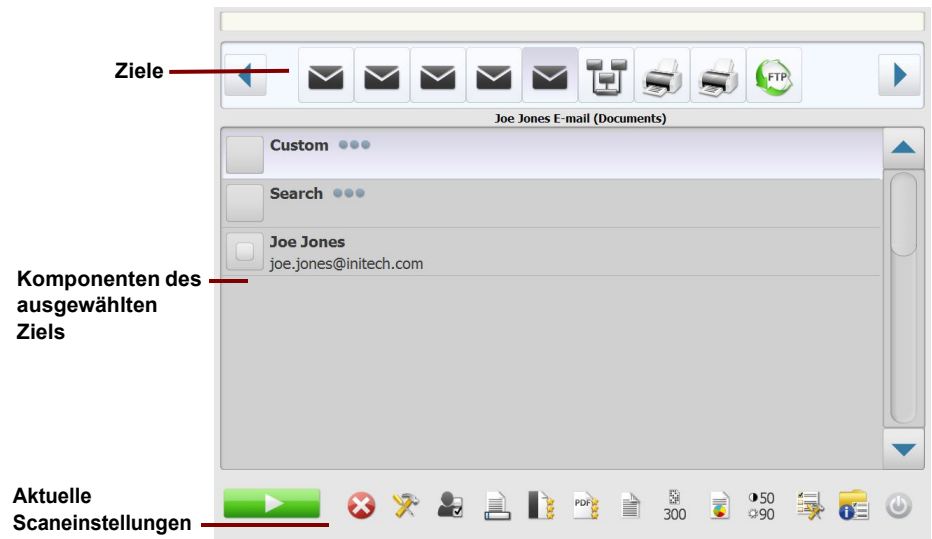 Ziele
FTP
Joe Jones E-mail (Documents)
Custom
Search
Joe Jones
joe.jones@initech.com
Komponenten des
ausgewählten
Ziels
Aktuelle
Scaneinstellungen
PDF
300
50
90